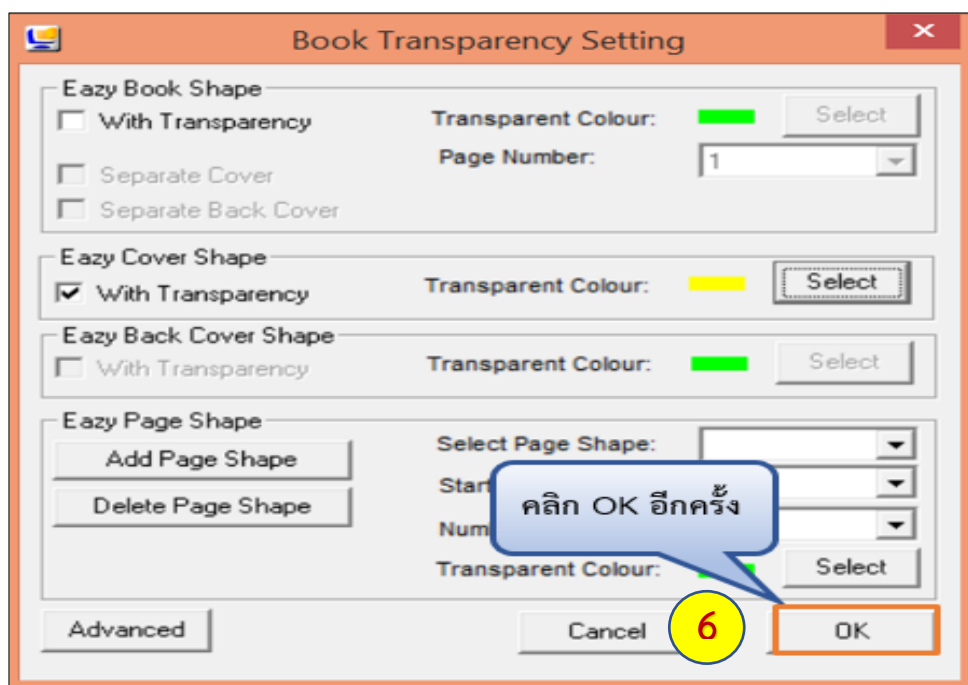 Book Transparency Setting
Eazy Book Shape
With Transparency
Transparent Colour:
Select
Page Number:
1
Separate Cover
Separate Back Cover
Eazy Cover Shape
With Transparency
Transparent Colour:
Select
Eazy Back Cover Shape
With Transparency
Transparent Colour:
Select
Eazy Page Shape
Add Page Shape
Select Page Shape:
Delete Page Shape
Start
คลิก OK อีกครั้ง
Num
Transparent Colour:
Select
Advanced
Cancel
6
OK